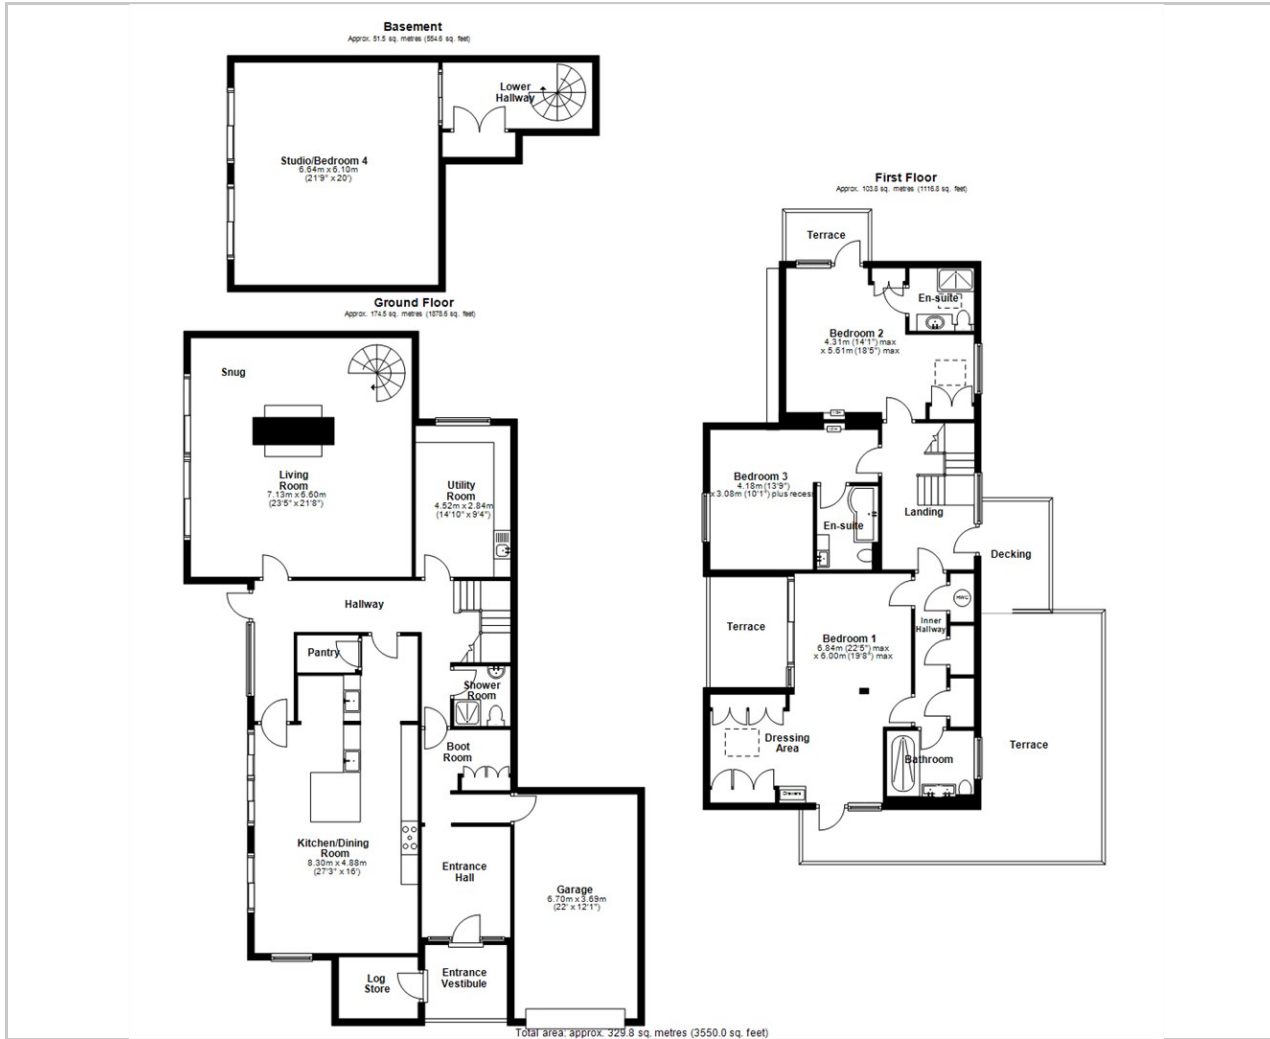 Basement
Approx. 51.5 sq. metres (554.6 sq. feet)
Lower
Hallway
Studio/Bedroom 4
6.64m x 6.10m
(21'9" x 20')
Ground Floor
Approx. 174.5 sq. metres (1878.6 sq. feet)
Snug
Living
Room
7.13m x 6.60m
(23'5" x 21'8")
Utility
Room
4.52m x 2.84m
(14'10" x 9'4")
Hallway
Pantry
Shower
Room
Boot
Room
Kitchen/Dining
Room
8.30m x 4.88m
(27'3" x 16')
Entrance
Hall
Garage
6.70m x 3.69m
(22' x 12'1")
Log
Store
Entrance
Vestibule
First Floor
Approx. 103.8 sq. metres (1116.8 sq. feet)
Terrace
En-suite
Bedroom 2
4.31m (14'1") max
x 5.61m (18'5") max
Bedroom 3
4.18m (13'9")
x 3.08m (10'1") plus recess
En-suite
Landing
Decking
HWC
Inner
Hallway
Terrace
Bedroom 1
6.84m (22'5") max
x 6.00m (19'8") max
Dressing
Area
Drawers
Bathroom
Terrace
Total area: approx. 329.8 sq. metres (3550.0 sq. feet)